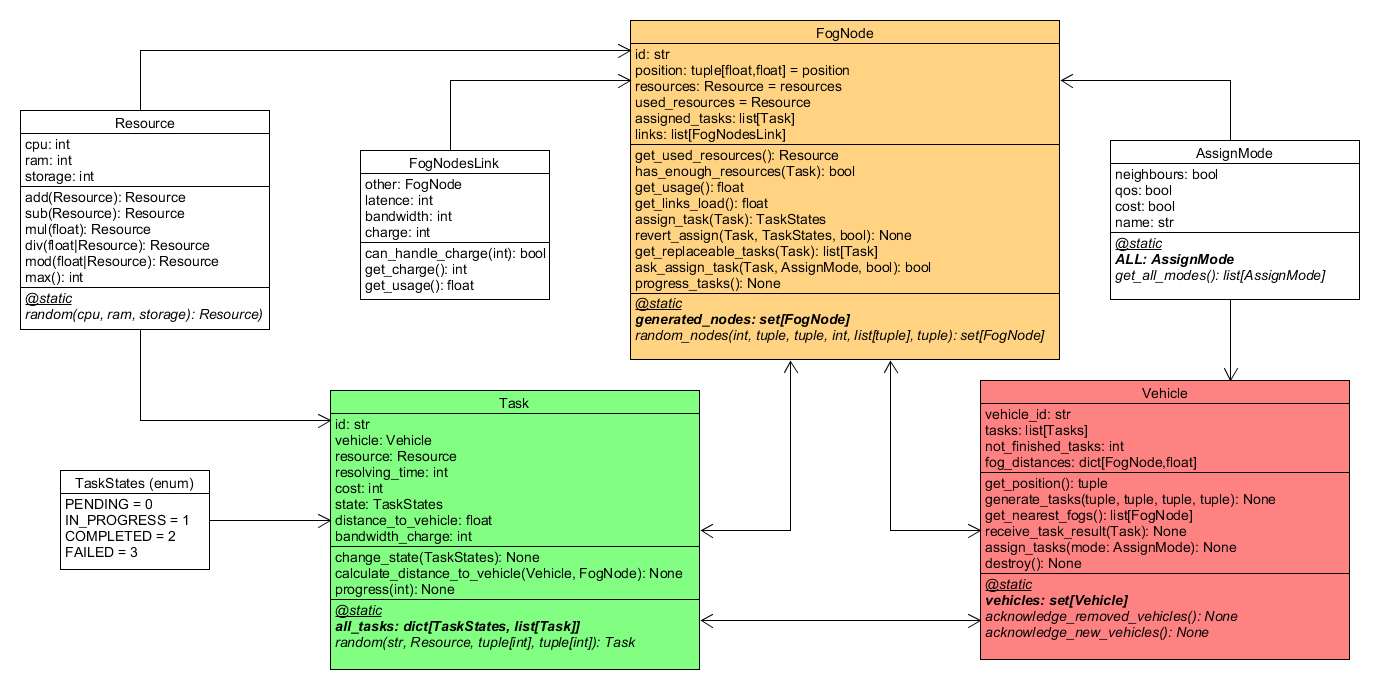 FogNode
id: str
position: tuple[float,float] = position
resources: Resource = resources
used_resources = Resource
assigned_tasks: list[Task]
links: list[FogNodesLink]
get_used_resources(): Resource
has_enough_resources(Task): bool
get_usage(): float
get_links_load(): float
assign_task(Task): TaskStates
revert_assign(Task, TaskStates, bool): None
get_replaceable_tasks(Task): list[Task]
ask_assign_task(Task, AssignMode, bool): bool
progress_tasks(): None
@static
generated_nodes: set[FogNode]
random_nodes(int, tuple, tuple, int, list[tuple], tuple): set[FogNode]
Resource
cpu: int
ram: int
storage: int
add(Resource): Resource
sub(Resource): Resource
mul(float): Resource
div(float|Resource): Resource
mod(float|Resource): Resource
max(): int
@static
random(cpu, ram, storage): Resource)
FogNodesLink
other: FogNode
latence: int
bandwidth: int
charge: int
can_handle_charge(int): bool
get_charge(): int
get_usage(): float
AssignMode
neighbours: bool
qos: bool
cost: bool
name: str
@static
ALL: AssignMode
get_all_modes(): list[AssignMode]
Task
id: str
vehicle: Vehicle
resource: Resource
resolving_time: int
cost: int
state: TaskStates
distance_to_vehicle: float
bandwidth_charge: int
change_state(TaskStates): None
calculate_distance_to_vehicle(Vehicle, FogNode): None
progress(int): None
@static
all_tasks: dict[TaskStates, list[Task]]
random(str, Resource, tuple[int], tuple[int]): Task
TaskStates (enum)
PENDING = 0
IN_PROGRESS = 1
COMPLETED = 2
FAILED = 3
Vehicle
vehicle_id: str
tasks: list[Tasks]
not_finished_tasks: int
fog_distances: dict[FogNode,float]
get_position(): tuple
generate_tasks(tuple, tuple, tuple, tuple): None
get_nearest_fogs(): list[FogNode]
receive_task_result(Task): None
assign_tasks(mode: AssignMode): None
destroy(): None
@static
vehicles: set[Vehicle]
acknowledge_removed_vehicles(): None
acknowledge_new_vehicles(): None